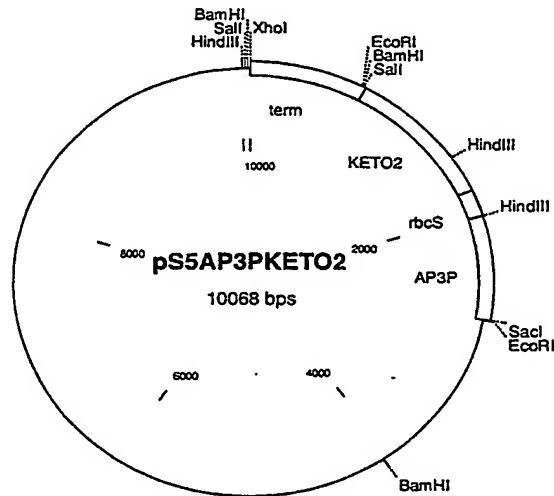 BamHI
SalI XhoI
HindIII
EcoRI
BamHI
SalI
term
10000
KETO2
HindIII
HindIII
rbcS
2000
8000
pS5AP3PKETO2
AP3P
10068 bps
SacI
EcoRI
6000
4000
BamHI